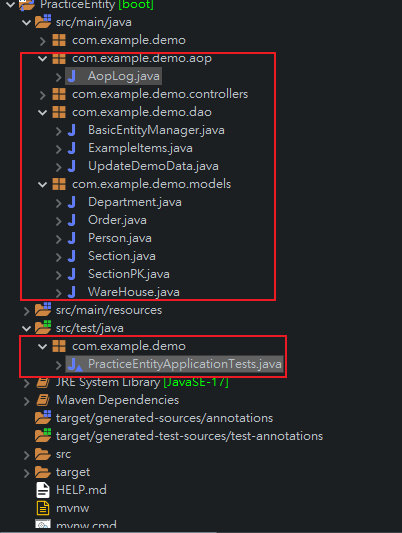 PracticeEntity [boot]
src/main/java
com.example.demo
com.example.demo.aop
AopLog.java
com.example.demo.controllers
com.example.demo.dao
BasicEntityManager.java
ExampleItems.java
UpdateDemoData.java
com.example.demo.models
Department.java
Order.java
Person.java
Section.java
SectionPK.java
WareHouse.java
src/main/resources
src/test/java
com.example.demo
PracticeEntityApplicationTests.java
JRE System Library [JavaSE-17]
Maven Dependencies
target/generated-sources/annotations
target/generated-test-sources/test-annotations
src
target
HELP.md
mvnw
mvnw.cmd